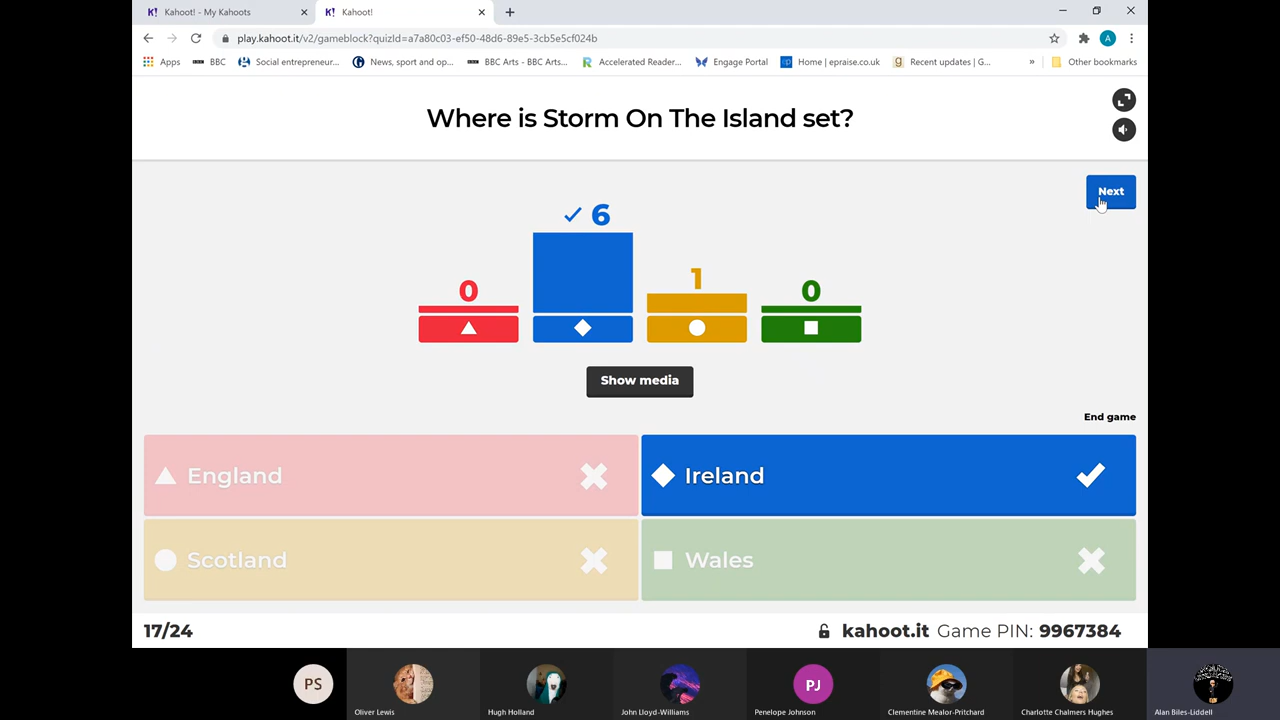 Kahoot! - My Kahoots
Kahoot!
play.kahoot.it/v2/gameblock?quizId=a7a80c03-ef50-48d6-89e5-3cb5e5cf024b
A
Apps
BBC
Social entrepreneur...
News, sport and op...
BBC Arts - BBC Arts...
Accelerated Reader...
Engage Portal
Home | epraise.co.uk
Recent updates | G...
»
Other bookmarks
Where is Storm On The Island set?
Next
0
6
1
0
Show media
End game
England
Ireland
Scotland
Wales
17/24
kahoot.it Game PIN: 9967384
PS
Oliver Lewis
Hugh Holland
John Lloyd-Williams
PJ
Penelope Johnson
Clementine Mealor-Pritchard
Charlotte Chalmers Hughes
Alan Biles-Liddell